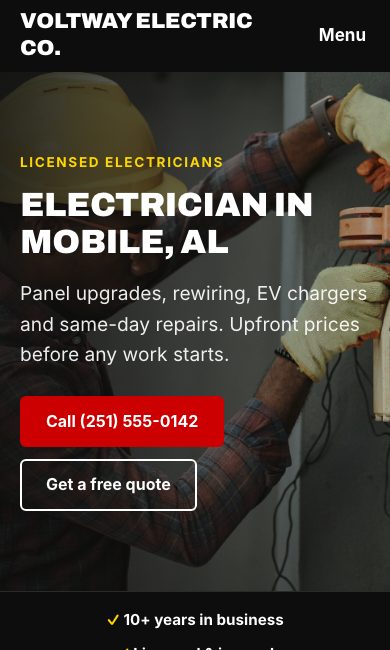 VOLTWAY ELECTRIC
CO.
Menu
LICENSED ELECTRICIANS
ELECTRICIAN IN
MOBILE, AL
Panel upgrades, rewiring, EV chargers
and same-day repairs. Upfront prices
before any work starts.
Call (251) 555-0142
Get a free quote
✓ 10+ years in business